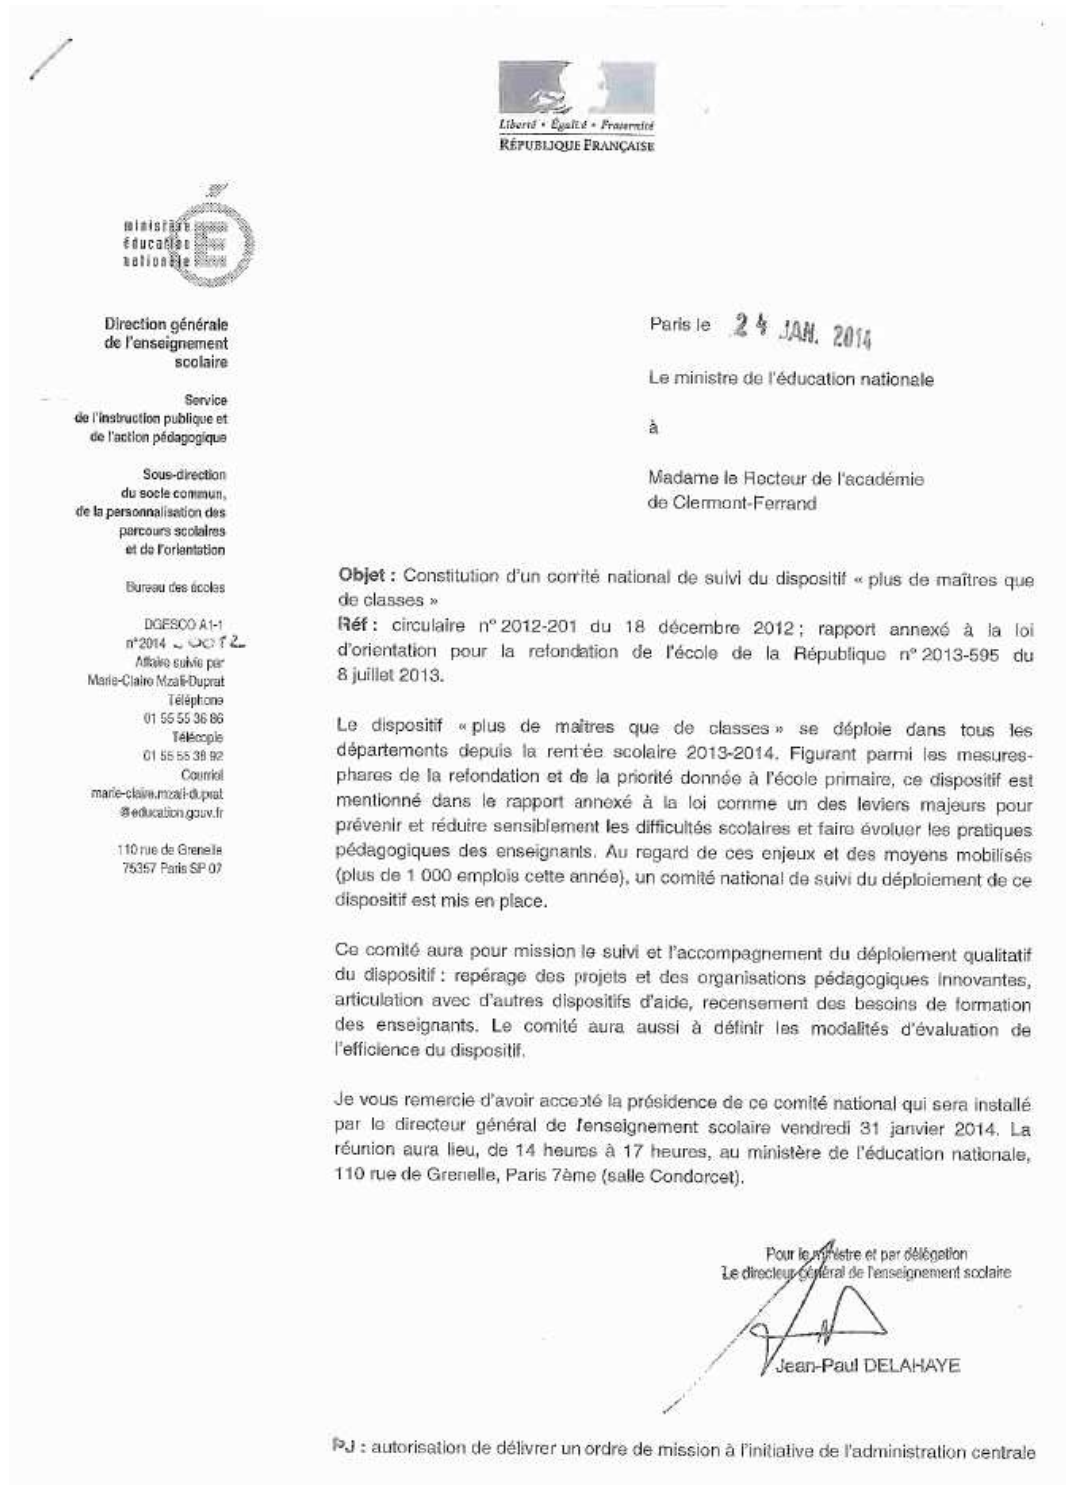 Liberté • Égalité • Fraternité
RÉPUBLIQUE FRANÇAISE
ministère
éducation
nationale
Direction générale
de l'enseignement
scolaire
Service
de l'instruction publique et
de l'action pédagogique
Sous-direction
du socle commun,
de la personnalisation des
parcours scolaires
et de l'orientation
Bureau des écoles
DGESCO A1-1
n°2014 - 0012
Affaire suivie par
Marie-Claire Mzali-Duprat
Téléphone
01 55 55 36 86
Télécopie
01 55 55 38 92
Courriel
marie-claire.mzali-duprat
@education.gouv.fr
110 rue de Grenelle
75357 Paris SP 07
Paris le 24 JAN. 2014
Le ministre de l'éducation nationale
à
Madame le Recteur de l'académie
de Clermont-Ferrand
Objet : Constitution d'un comité national de suivi du dispositif « plus de maîtres que
de classes »
Réf : circulaire n° 2012-201 du 18 décembre 2012 ; rapport annexé à la loi
d'orientation pour la refondation de l'école de la République n° 2013-595 du
8 juillet 2013.
Le dispositif « plus de maîtres que de classes » se déploie dans tous les
départements depuis la rentrée scolaire 2013-2014. Figurant parmi les mesures-
phares de la refondation et de la priorité donnée à l'école primaire, ce dispositif est
mentionné dans le rapport annexé à la loi comme un des leviers majeurs pour
prévenir et réduire sensiblement les difficultés scolaires et faire évoluer les pratiques
pédagogiques des enseignants. Au regard de ces enjeux et des moyens mobilisés
(plus de 1 000 emplois cette année), un comité national de suivi du déploiement de ce
dispositif est mis en place.
Ce comité aura pour mission le suivi et l'accompagnement du déploiement qualitatif
du dispositif : repérage des projets et des organisations pédagogiques innovantes,
articulation avec d'autres dispositifs d'aide, recensement des besoins de formation
des enseignants. Le comité aura aussi à définir les modalités d'évaluation de
l'efficience du dispositif.
Je vous remercie d'avoir accepté la présidence de ce comité national qui sera installé
par le directeur général de l'enseignement scolaire vendredi 31 janvier 2014. La
réunion aura lieu, de 14 heures à 17 heures, au ministère de l'éducation nationale,
110 rue de Grenelle, Paris 7ème (salle Condorcet).
Pour le ministre et par délégation
Le directeur général de l'enseignement scolaire
Jean-Paul DELAHAYE
PJ : autorisation de délivrer un ordre de mission à l'initiative de l'administration centrale